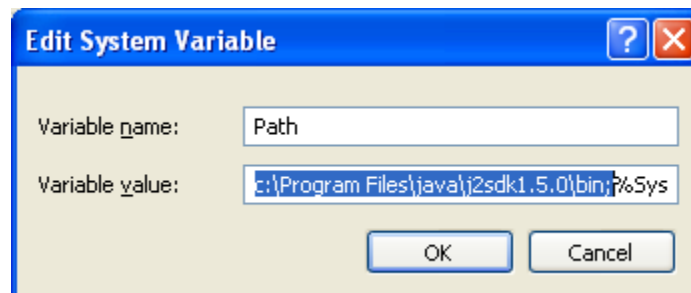 Edit System Variable
Variable name:
Path
Variable value:
c:\Program Files\java\j2sdk1.5.0\bin;%Sys
OK
Cancel